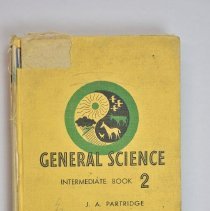 GENERAL SCIENCE
INTERMEDIATE BOOK 2
J. A. PARTRIDGE